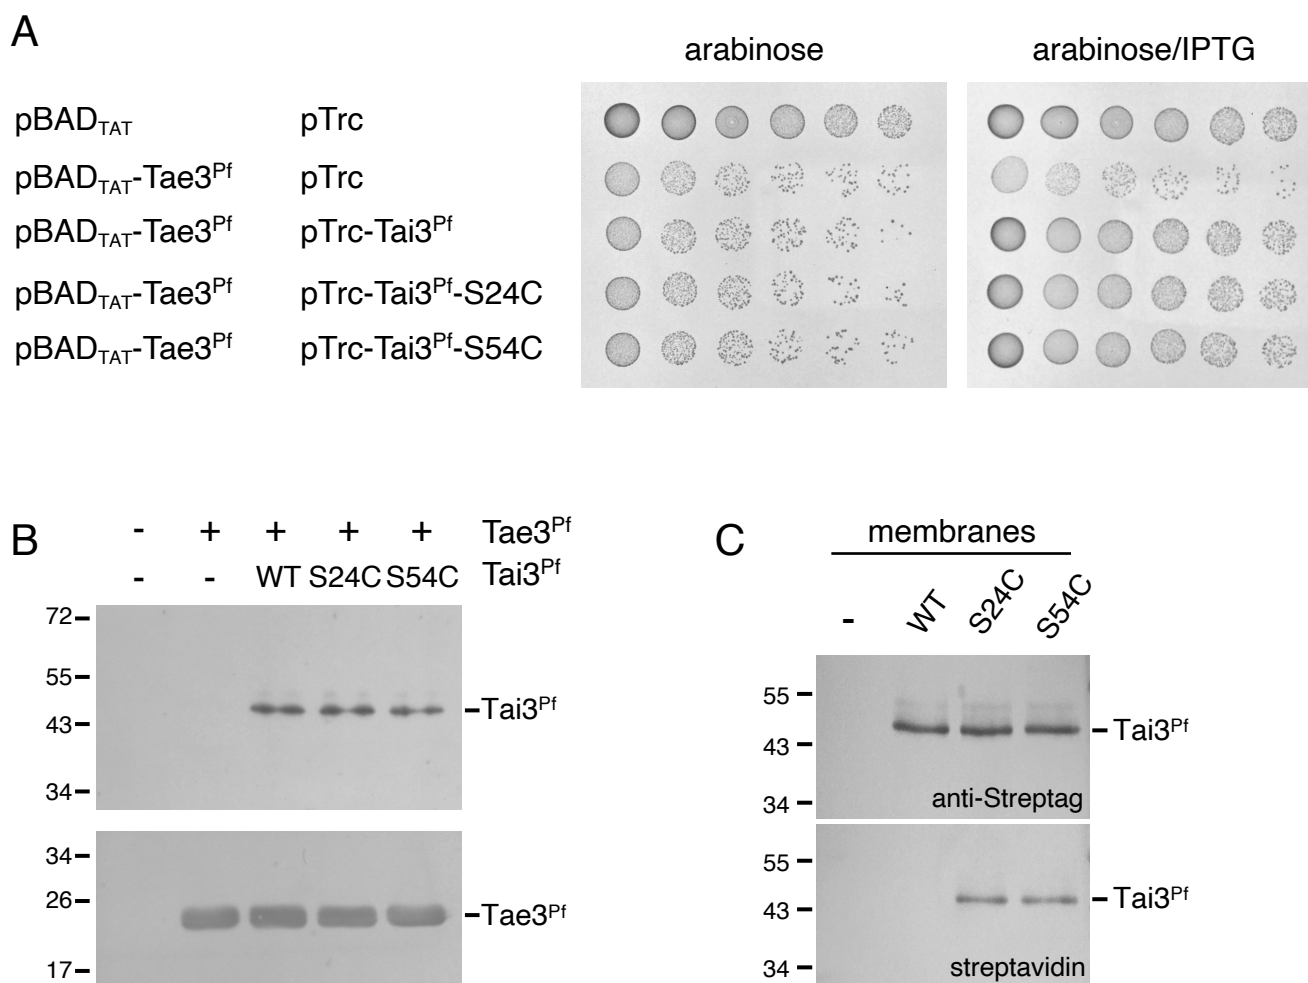 A
arabinose arabinose/IPTG
pBADTAT pTrc
pBADTAT-Tae3Pf pTrc
pBADTAT-Tae3Pf pTrc-Tai3Pf
pBADTAT-Tae3Pf pTrc-Tai3Pf-S24C
pBADTAT-Tae3Pf pTrc-Tai3Pf-S54C
B
- + + + + Tae3Pf
- - WT S24C S54C Tai3Pf
72
55
43
34
Tai3Pf
34
26
17
Tae3Pf
C
membranes
- WT S24C S54C
55
43
34
Tai3Pf
anti-Streptag
55
43
34
Tai3Pf
streptavidin